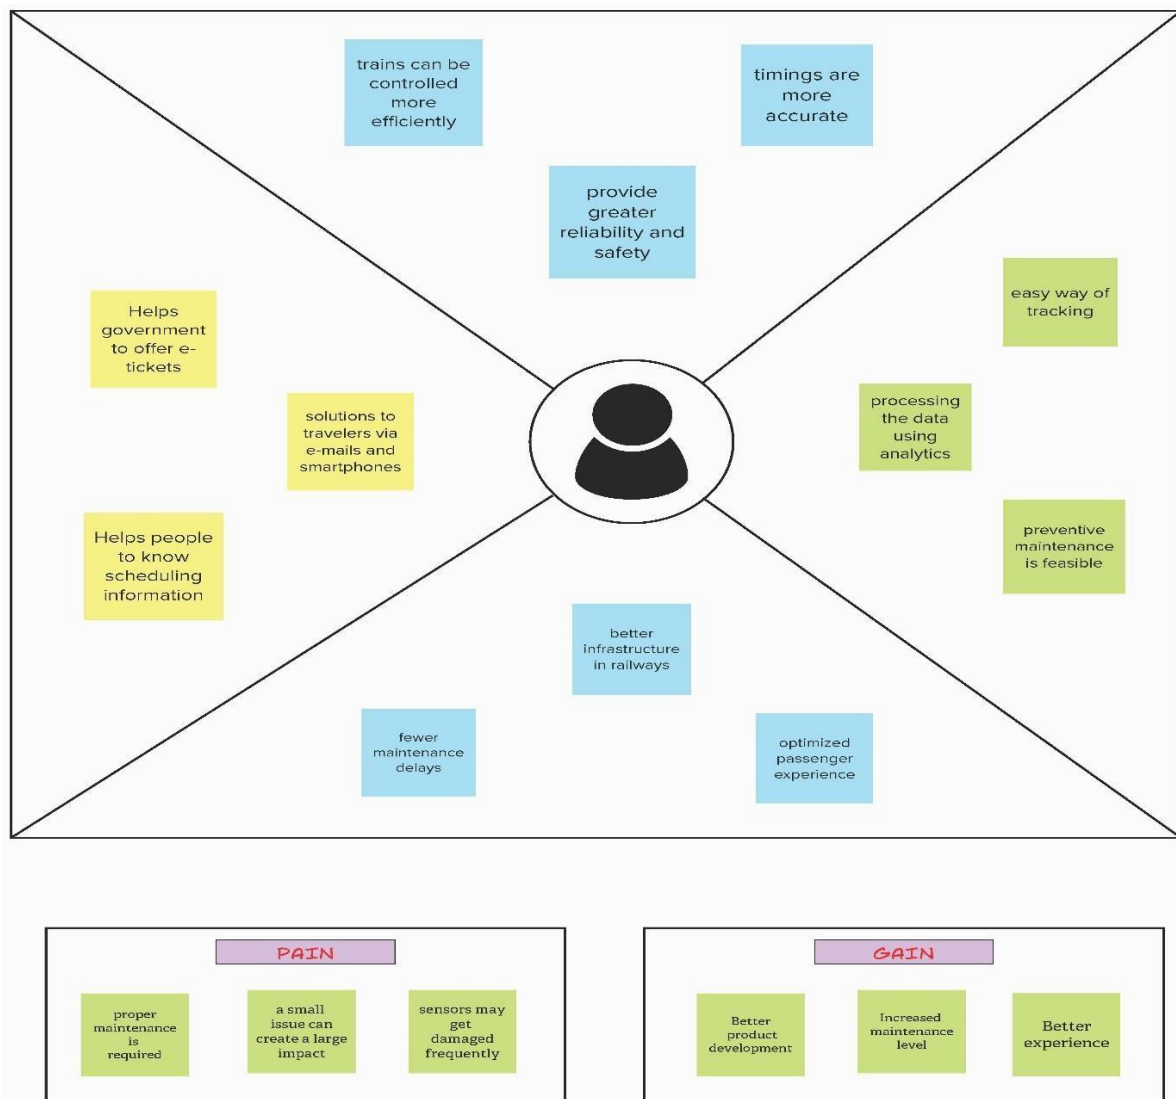 trains can be
controlled
more
efficiently
timings are
more
accurate
provide
greater
reliability and
safety
Helps
government
to offer e-
tickets
solutions to
travelers via
e-mails and
smartphones
Helps people
to know
scheduling
information
easy way of
tracking
processing
the data
using
analytics
preventive
maintenance
is feasible
better
infrastructure
in railways
fewer
maintenance
delays
optimized
passenger
experience
PAIN
proper
maintenance
is
required
a small
issue can
create a large
impact
sensors may
get
damaged
frequently
GAIN
Better
product
development
Increased
maintenance
level
Better
experience